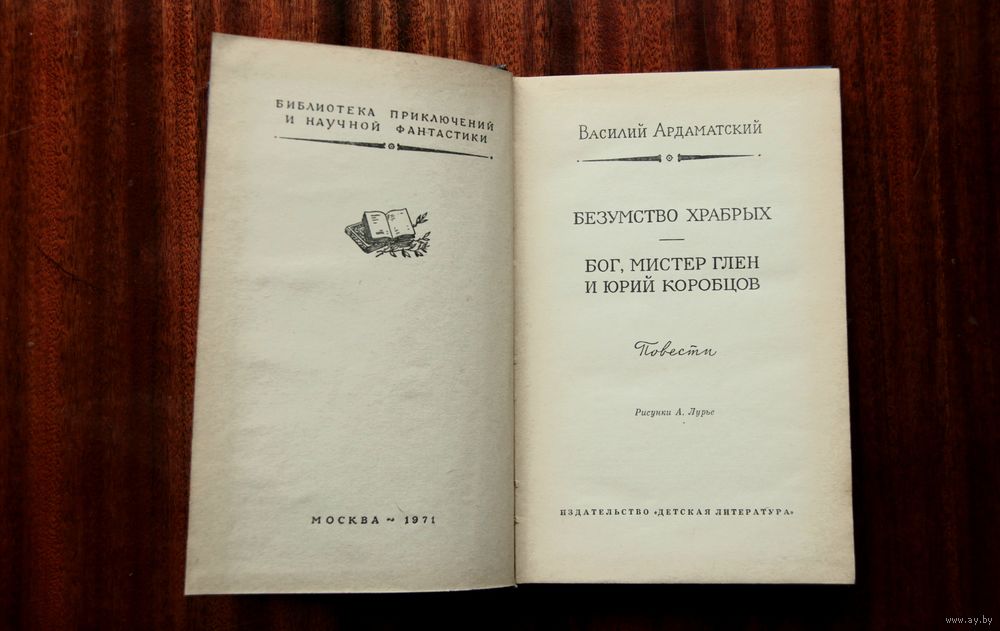 БИБЛИОТЕКА ПРИКЛЮЧЕНИЙ
И НАУЧНОЙ ФАНТАСТИКИ
МОСКВА ~ 1971
ВАСИЛИЙ АРДАМАТСКИЙ
БЕЗУМСТВО ХРАБРЫХ
БОГ, МИСТЕР ГЛЕН
И ЮРИЙ КОРОБЦОВ
Повести
Рисунки А. Лурье
ИЗДАТЕЛЬСТВО «ДЕТСКАЯ ЛИТЕРАТУРА»
www.ay.by